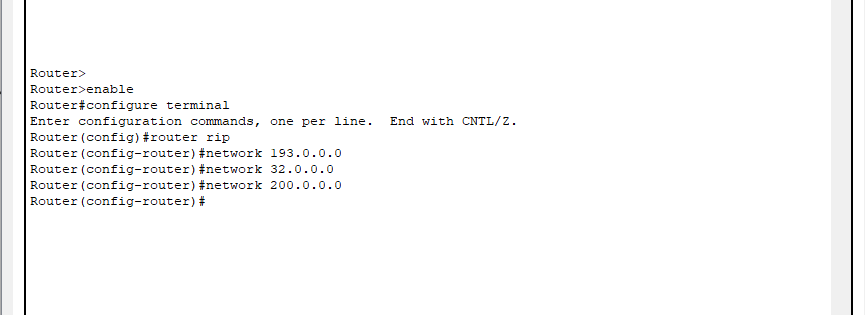 Router>
Router>enable
Router#configure terminal
Enter configuration commands, one per line.  End with CNTL/Z.
Router(config)#router rip
Router(config-router)#network 193.0.0.0
Router(config-router)#network 32.0.0.0
Router(config-router)#network 200.0.0.0
Router(config-router)#